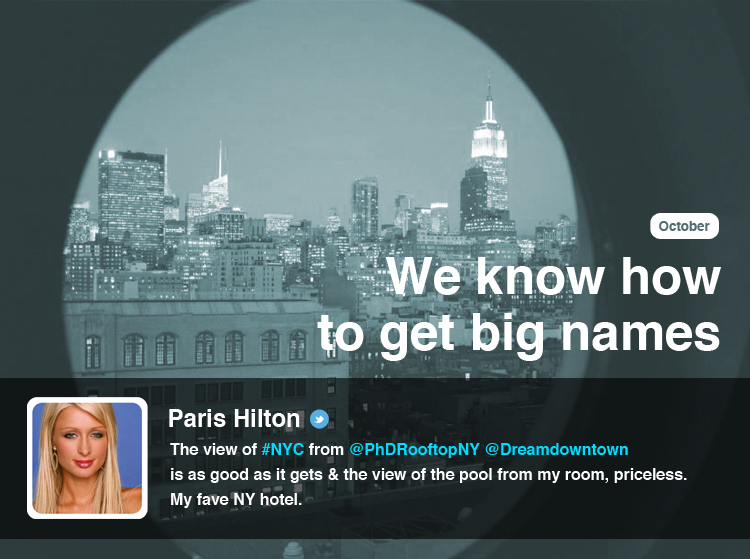 October
We know how
to get big names
Paris Hilton
The view of #NYC from @PhDRooftopNY @Dreamdowntown
is as good as it gets & the view of the pool from my room, priceless.
My fave NY hotel.